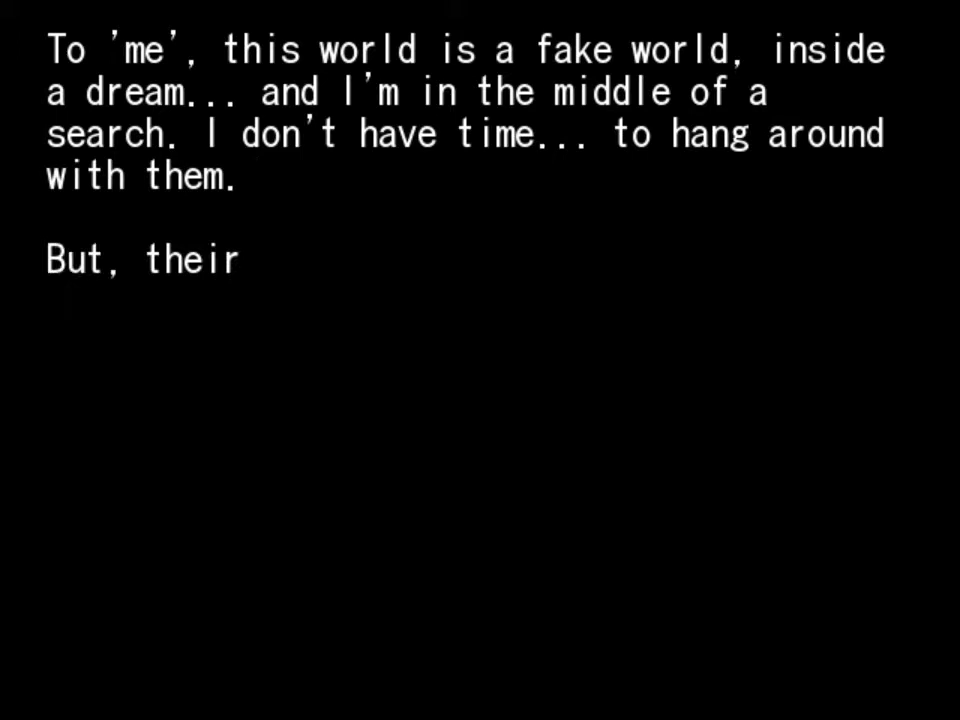 To 'me', this world is a fake world, inside
a dream... and I'm in the middle of a
search. I don't have time... to hang around
with them.
But, their